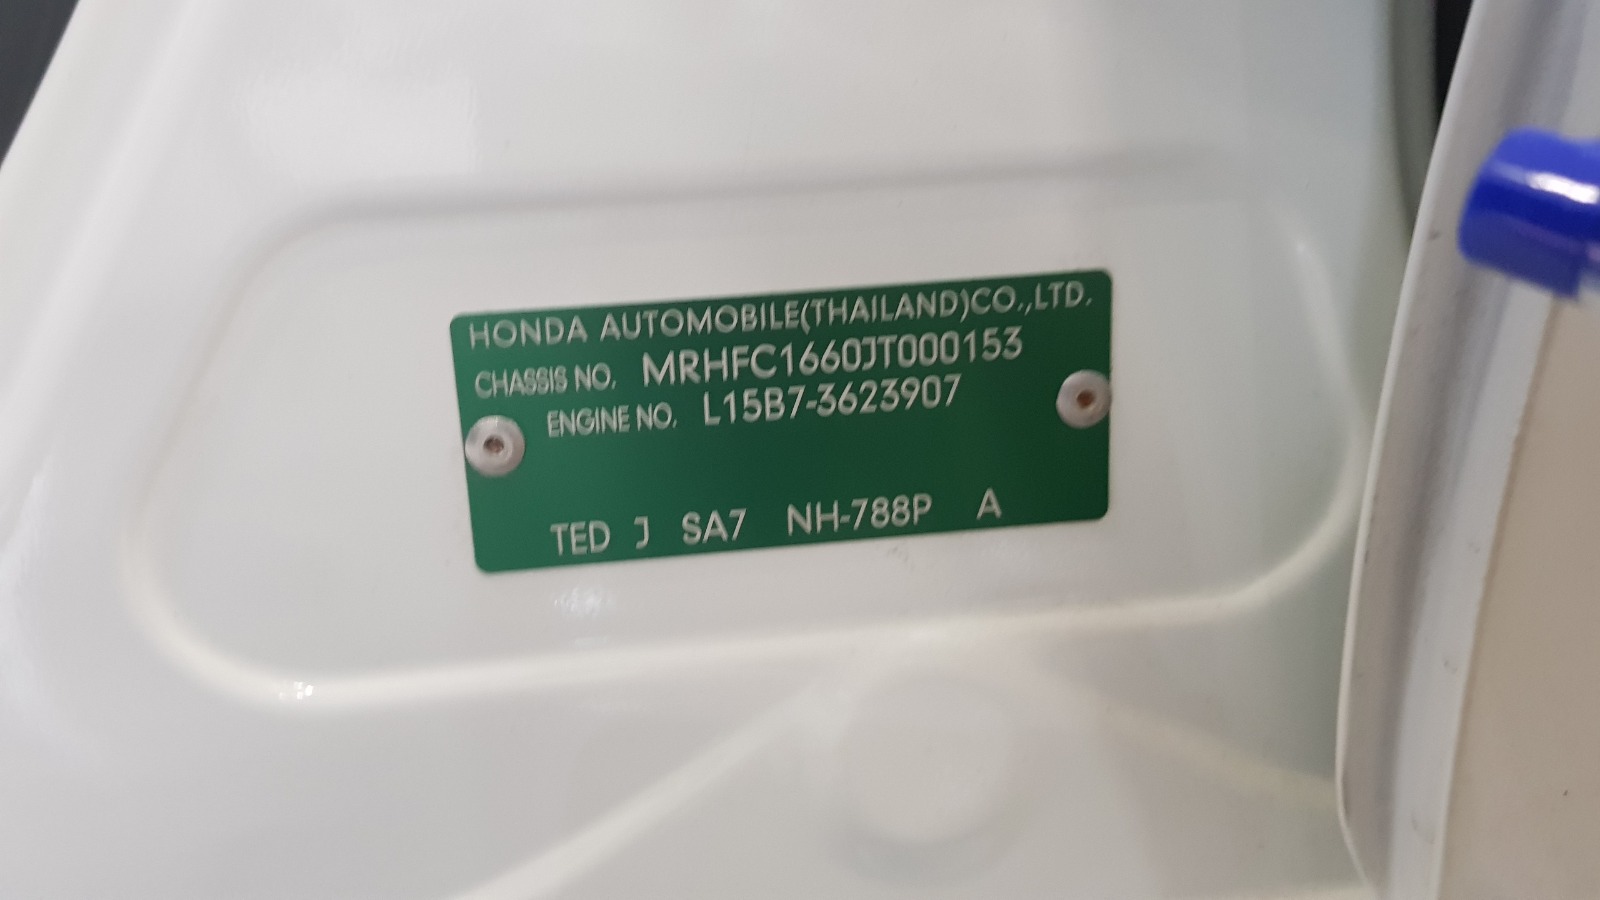 HONDA AUTOMOBILE(THAILAND)CO.,LTD.
CHASSIS NO. MRHFC1660JT000153
ENGINE NO. L15B7-3623907
TED J SA7 NH-788P A